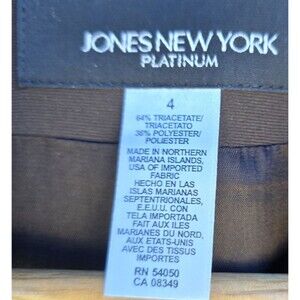 JONES NEW YORK
PLATINUM
4
64% TRIACETATE/
TRIACETATO
36% POLYESTER/
POLIESTER
MADE IN NORTHERN
MARIANA ISLANDS,
USA OF IMPORTED
FABRIC
HECHO EN LAS
ISLAS MARIANAS
SEPTENTRIONALES,
E.E.U.U. CON
TELA IMPORTADA
FAIT AUX ILES
MARIANES DU NORD,
AUX ETATS-UNIS
AVEC DES TISSUS
IMPORTES
RN 54050
CA 08349